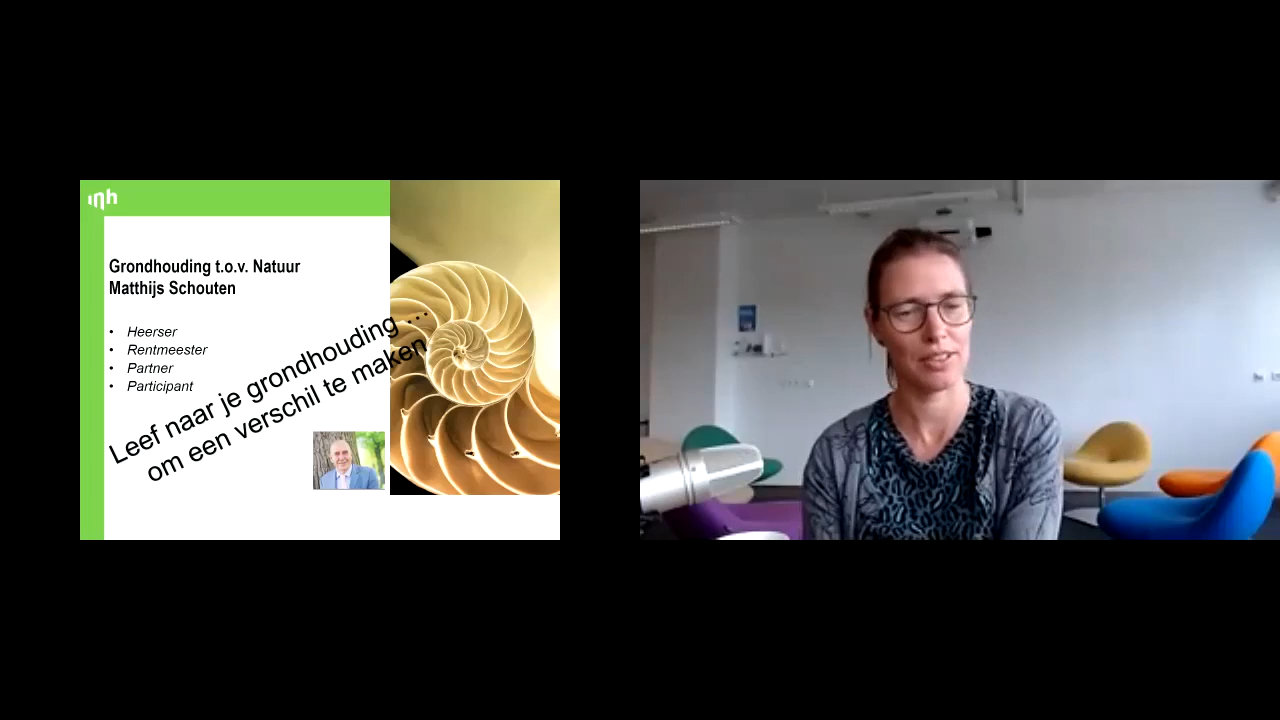 inh
Grondhouding t.o.v. Natuur
Matthijs Schouten
• Heerser
• Rentmeester
• Partner
• Participant
Leef naar je grondhouding …
om een verschil te maken